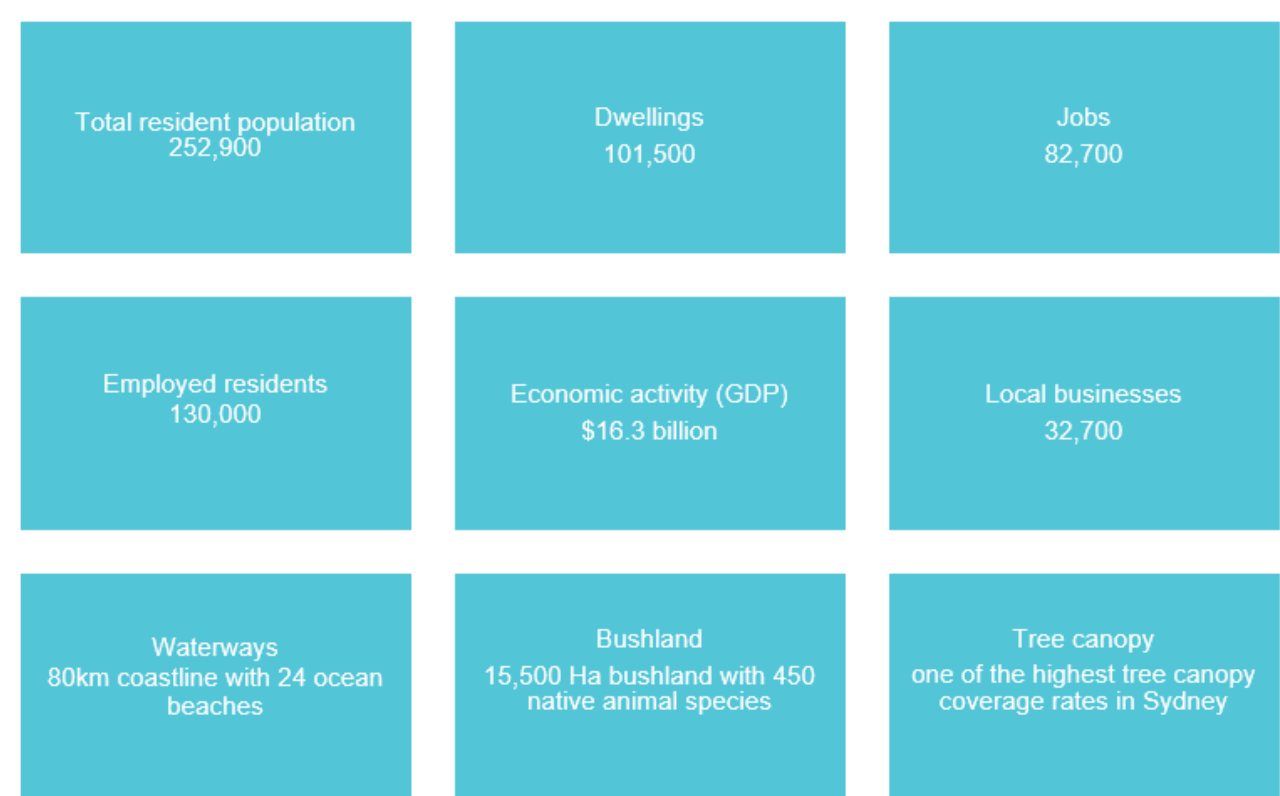 Total resident population
252,900
Dwellings
101,500
Jobs
82,700
Employed residents
130,000
Economic activity (GDP)
$16.3 billion
Local businesses
32,700
Waterways
80km coastline with 24 ocean
beaches
Bushland
15,500 Ha bushland with 450
native animal species
Tree canopy
one of the highest tree canopy
coverage rates in Sydney